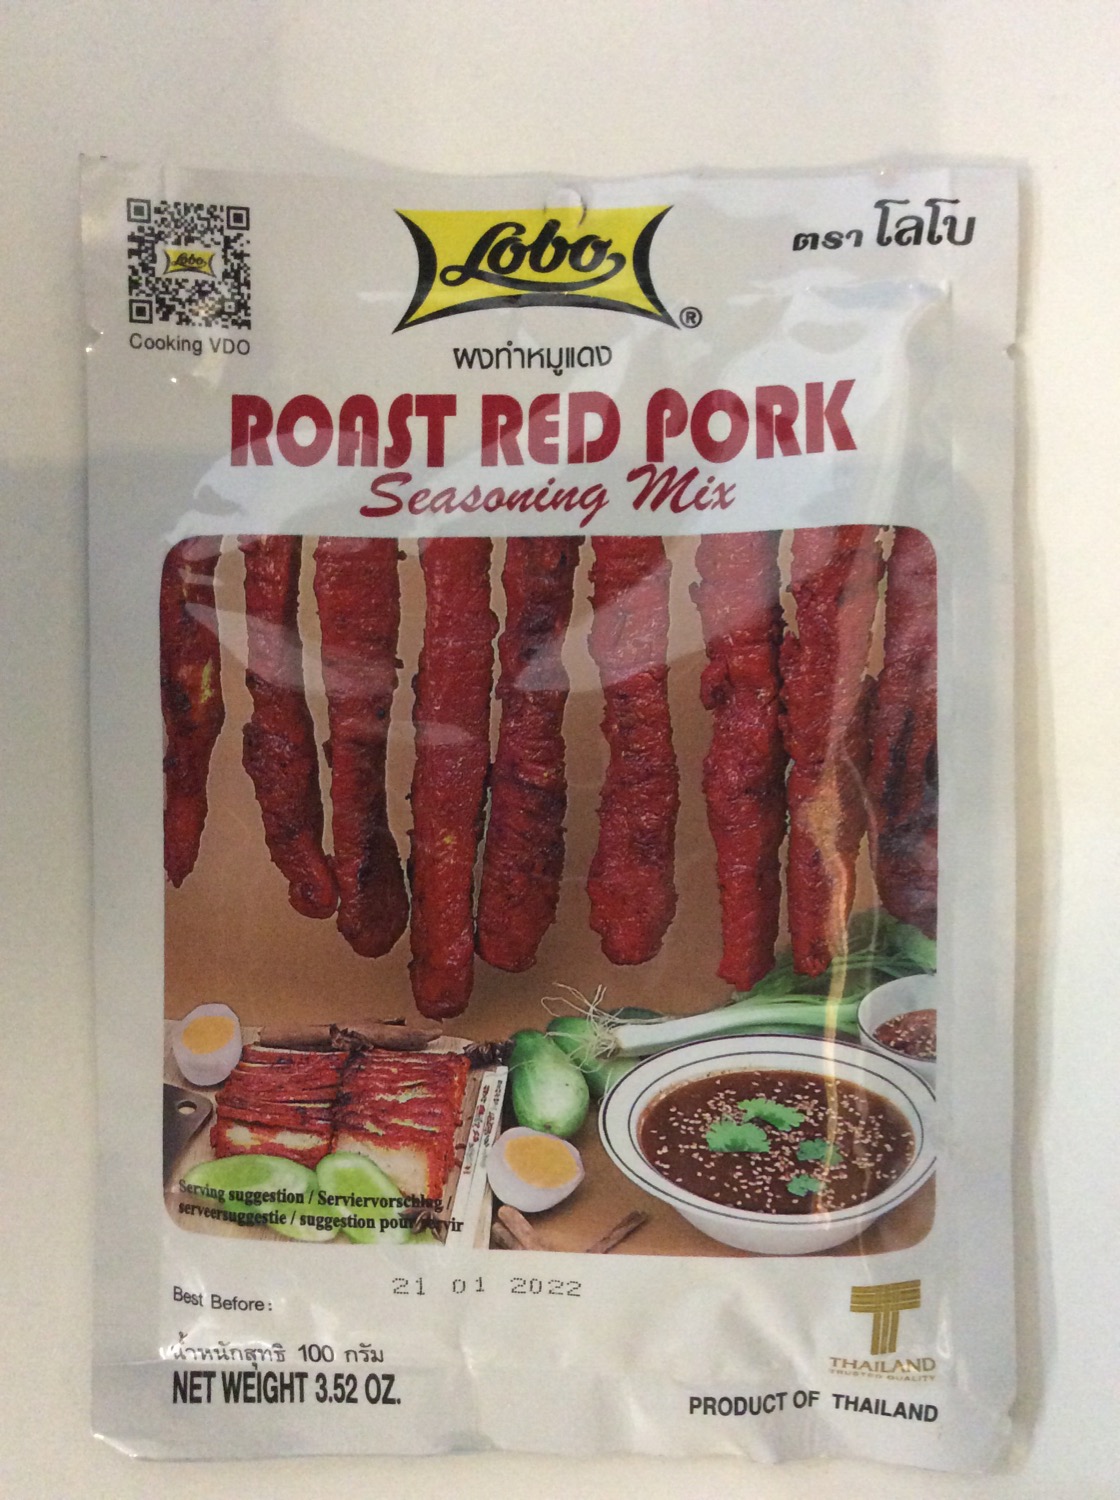 Lobo
Cooking VDO
Lobo®
ตรา โลโบ
ผงทำหมูแดง
ROAST RED PORK
Seasoning Mix
Serving suggestion / Serviervorschlag /
serveersuggestie / suggestion pour servir
Best Before: 21 01 2022
น้ำหนักสุทธิ 100 กรัม
NET WEIGHT 3.52 OZ.
THAILAND
TRUSTED QUALITY
PRODUCT OF THAILAND